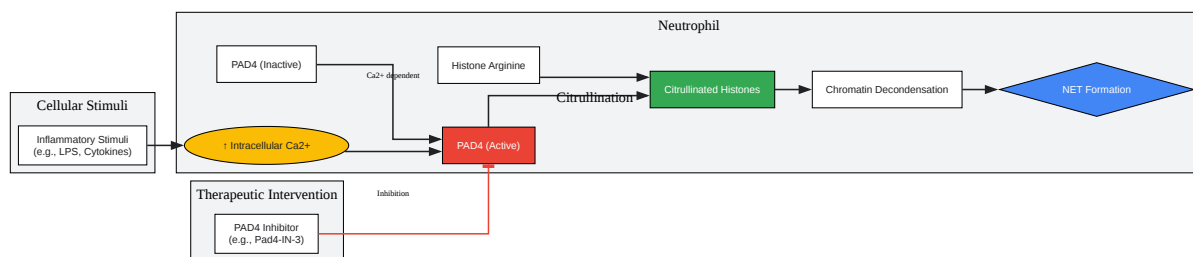 Neutrophil
PAD4 (Inactive)
Histone Arginine
Ca2+ dependent
Citrullinated Histones
Chromatin Decondensation
NET Formation
Citrullination
Cellular Stimuli
Inflammatory Stimuli
(e.g., LPS, Cytokines)
↑ Intracellular Ca2+
PAD4 (Active)
Therapeutic Intervention
Inhibition
PAD4 Inhibitor
(e.g., Pad4-IN-3)